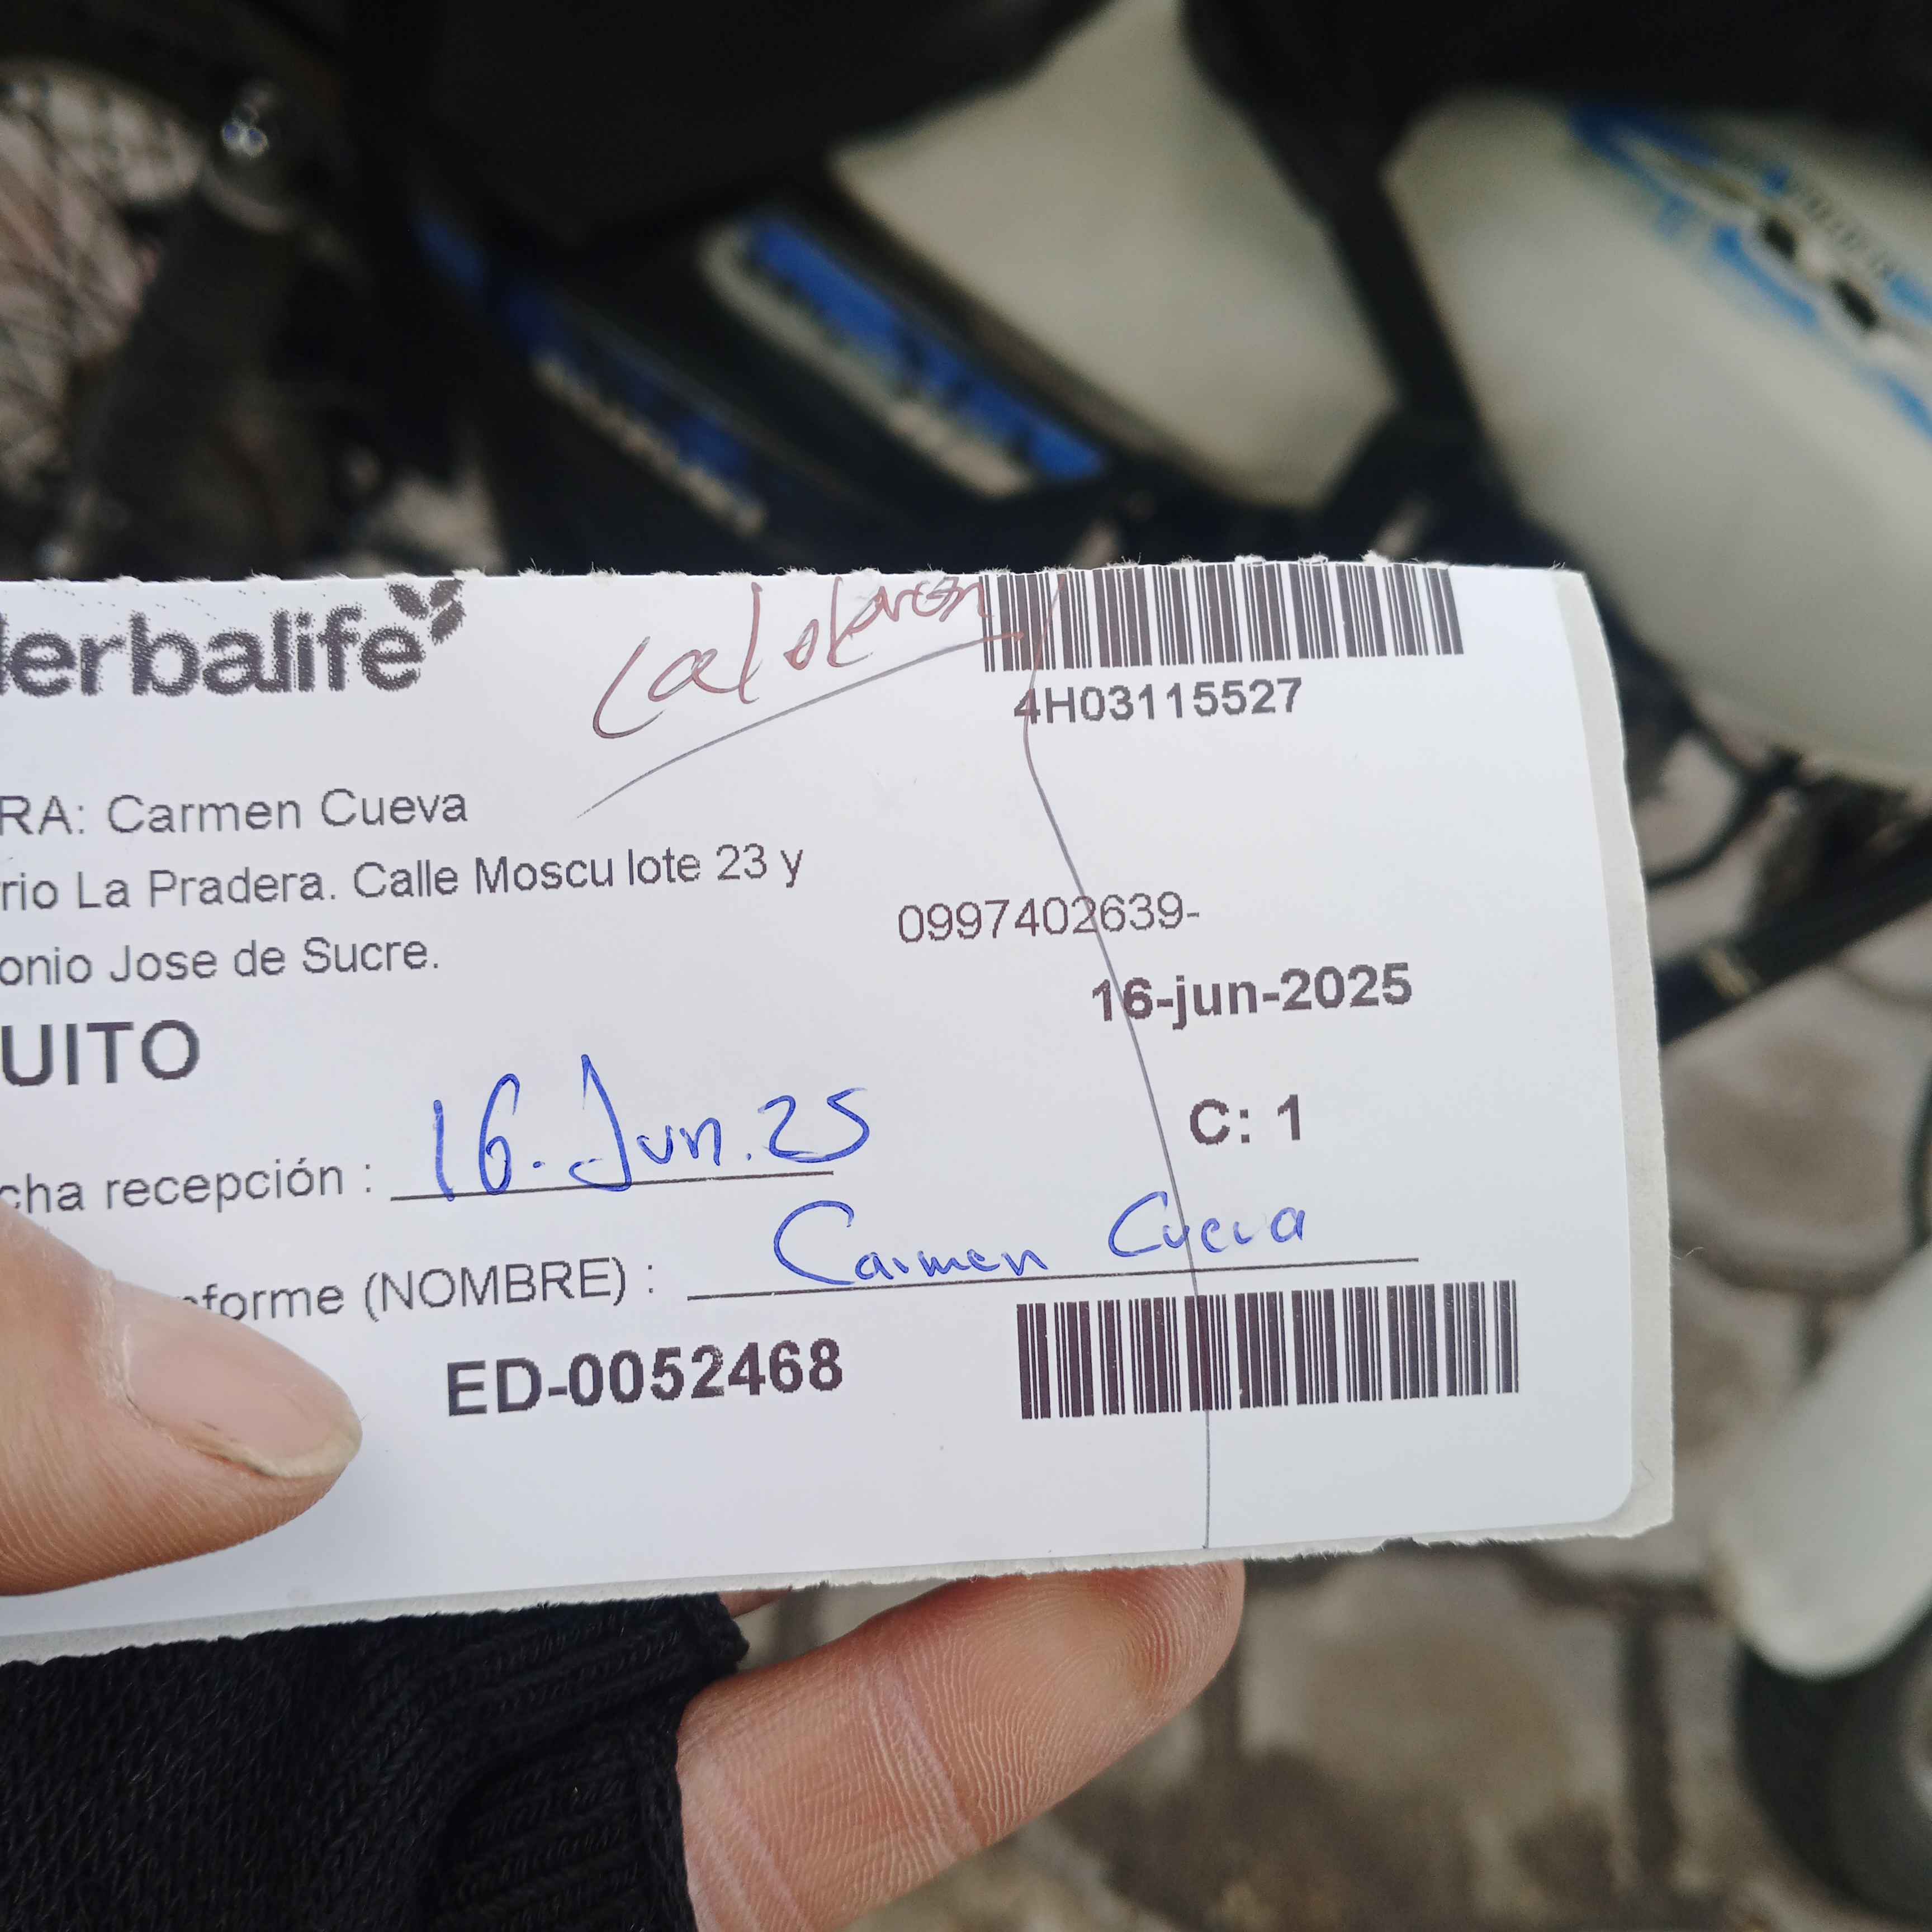 Herbalife
4H03115527
RA: Carmen Cueva
rio La Pradera. Calle Moscu lote 23 y
0997402639-
onio Jose de Sucre.
16-jun-2025
UITO
C: 1
cha recepción : 16. Jun. 25
nforme (NOMBRE) : Carmen Cueva
ED-0052468